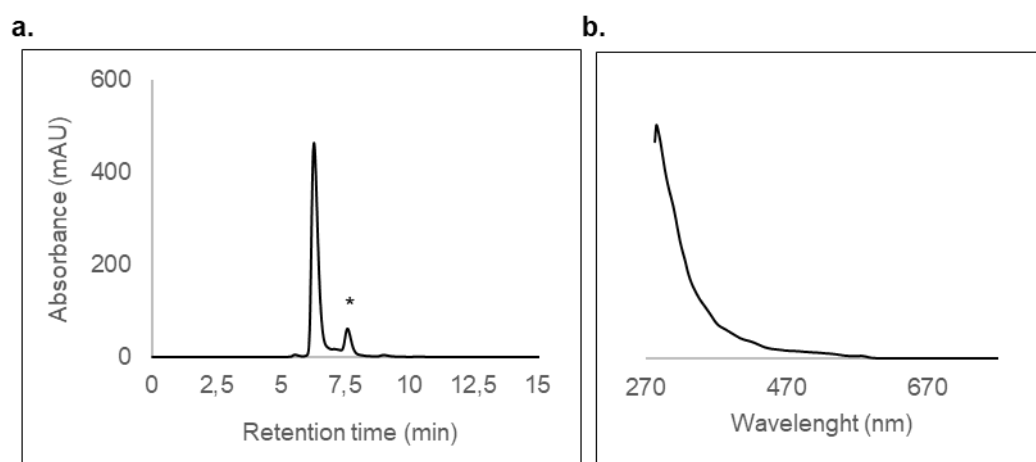 a.
600
400
200
0
Absorbance (mAU)
*
0 2,5 5 7,5 10 12,5 15
Retention time (min)
b.
270 470 670
Wavelenght (nm)